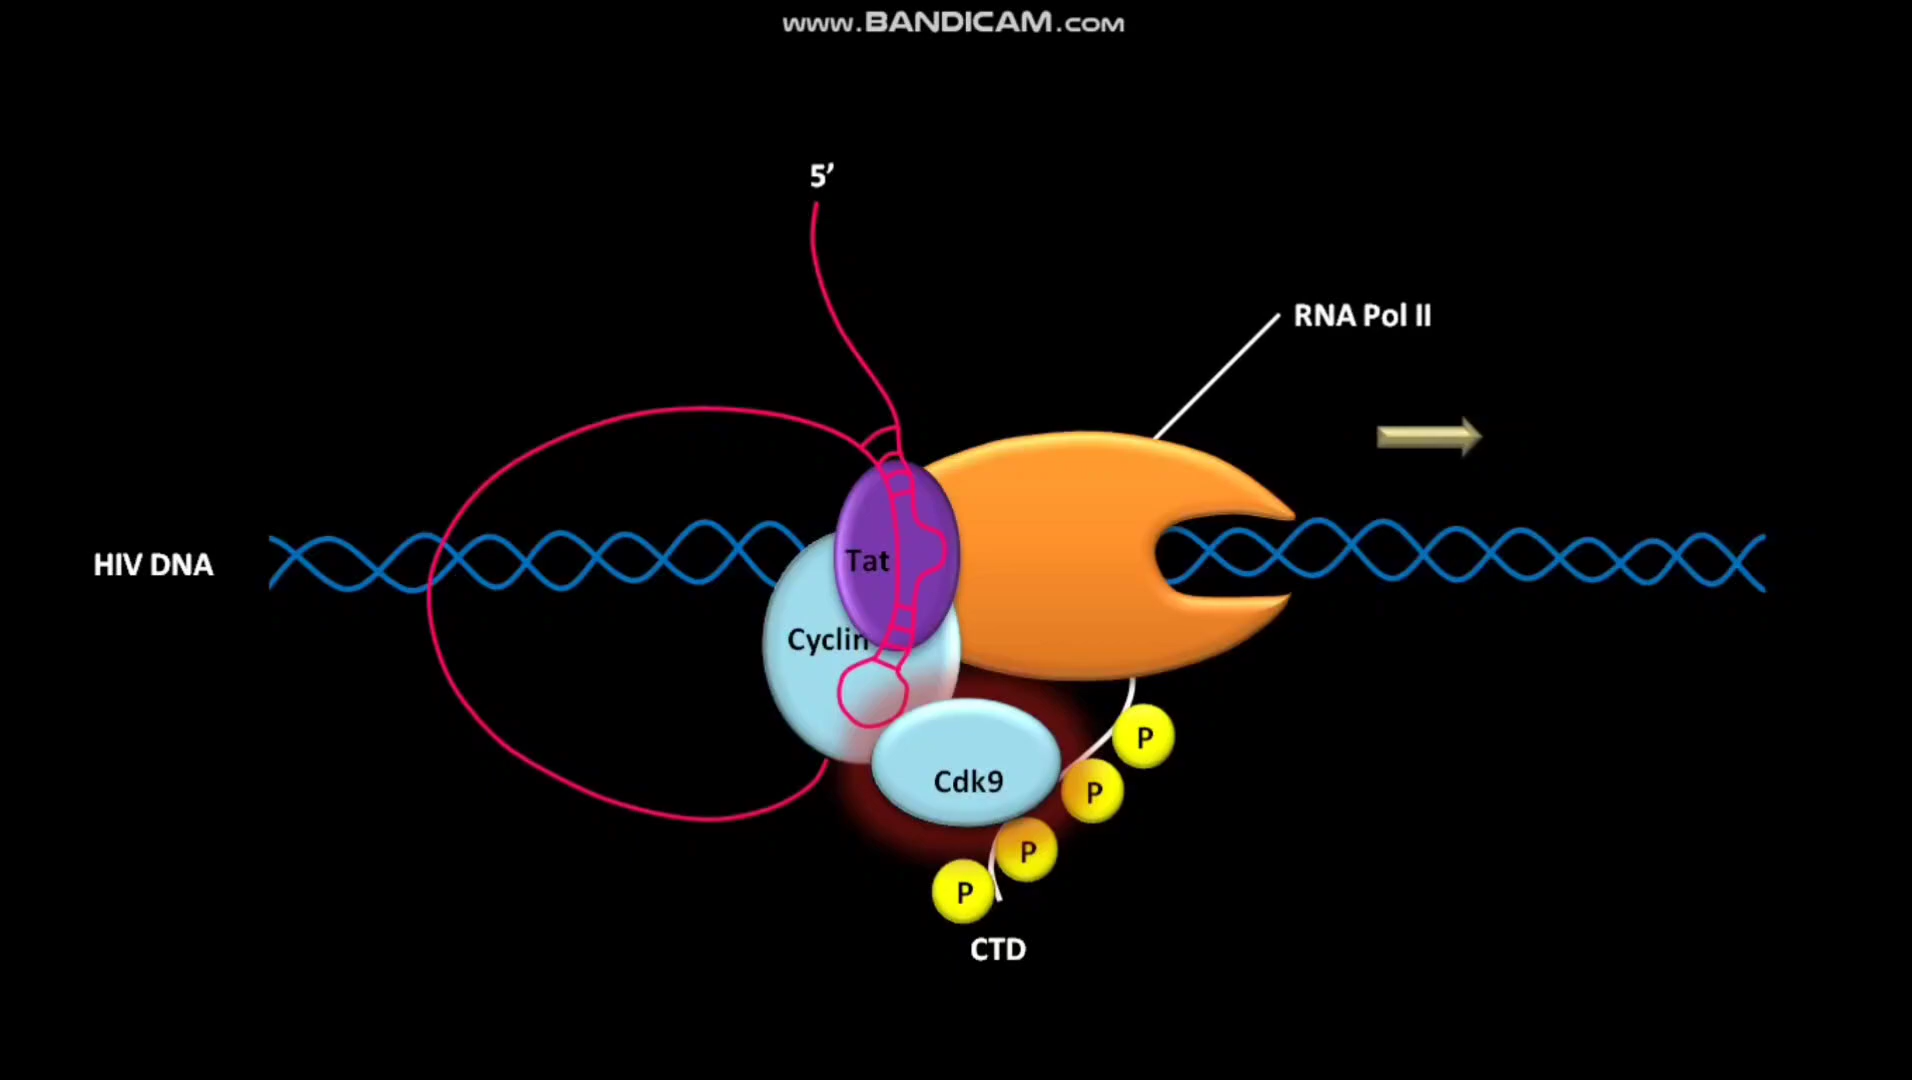 www.BANDICAM.com
5’
RNA Pol II
HIV DNA
Tat
Cyclin
Cdk9
P
P
P
P
CTD